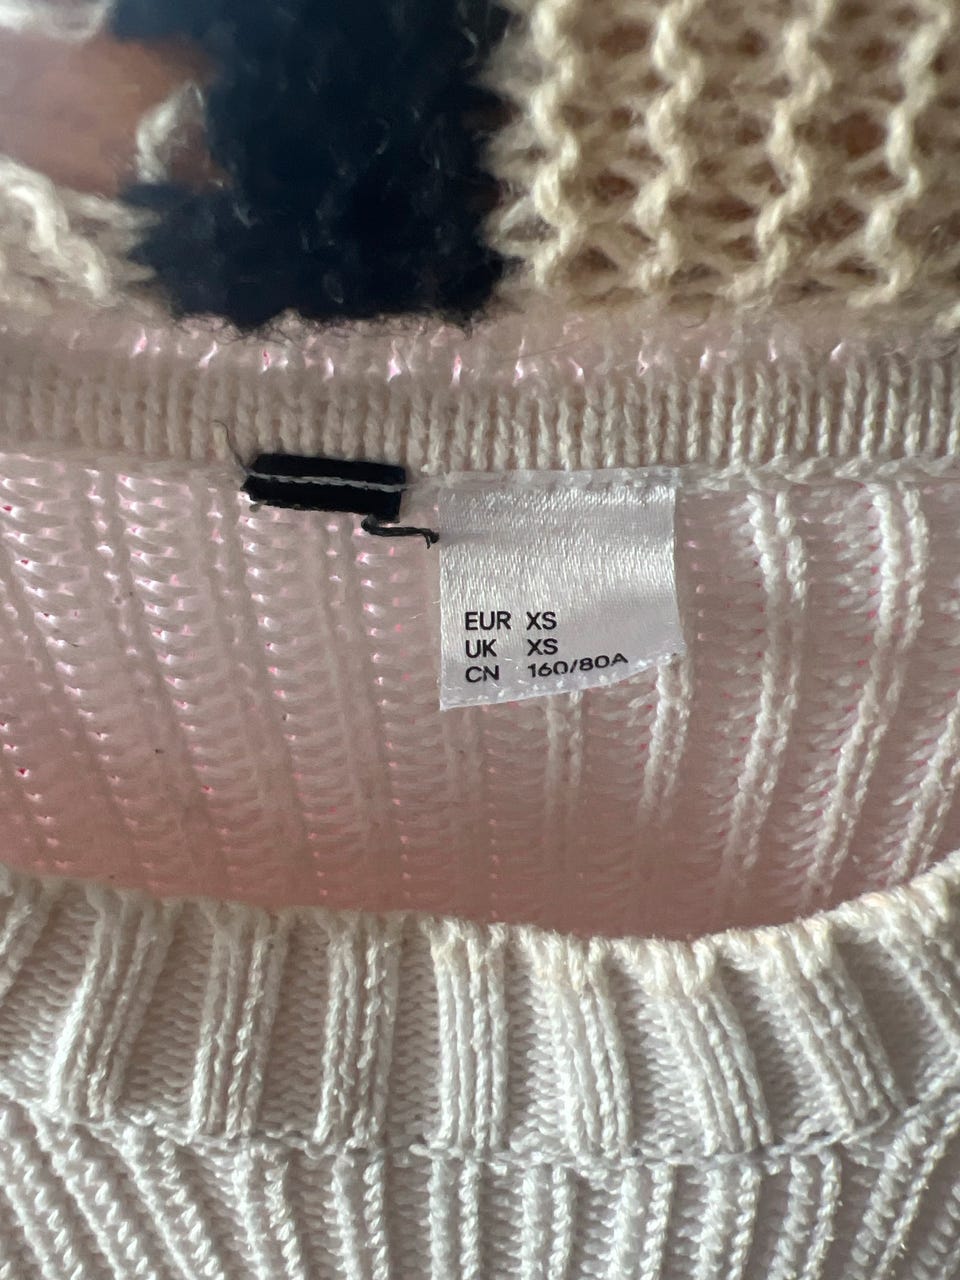 EUR XS
UK XS
CN 160/80A